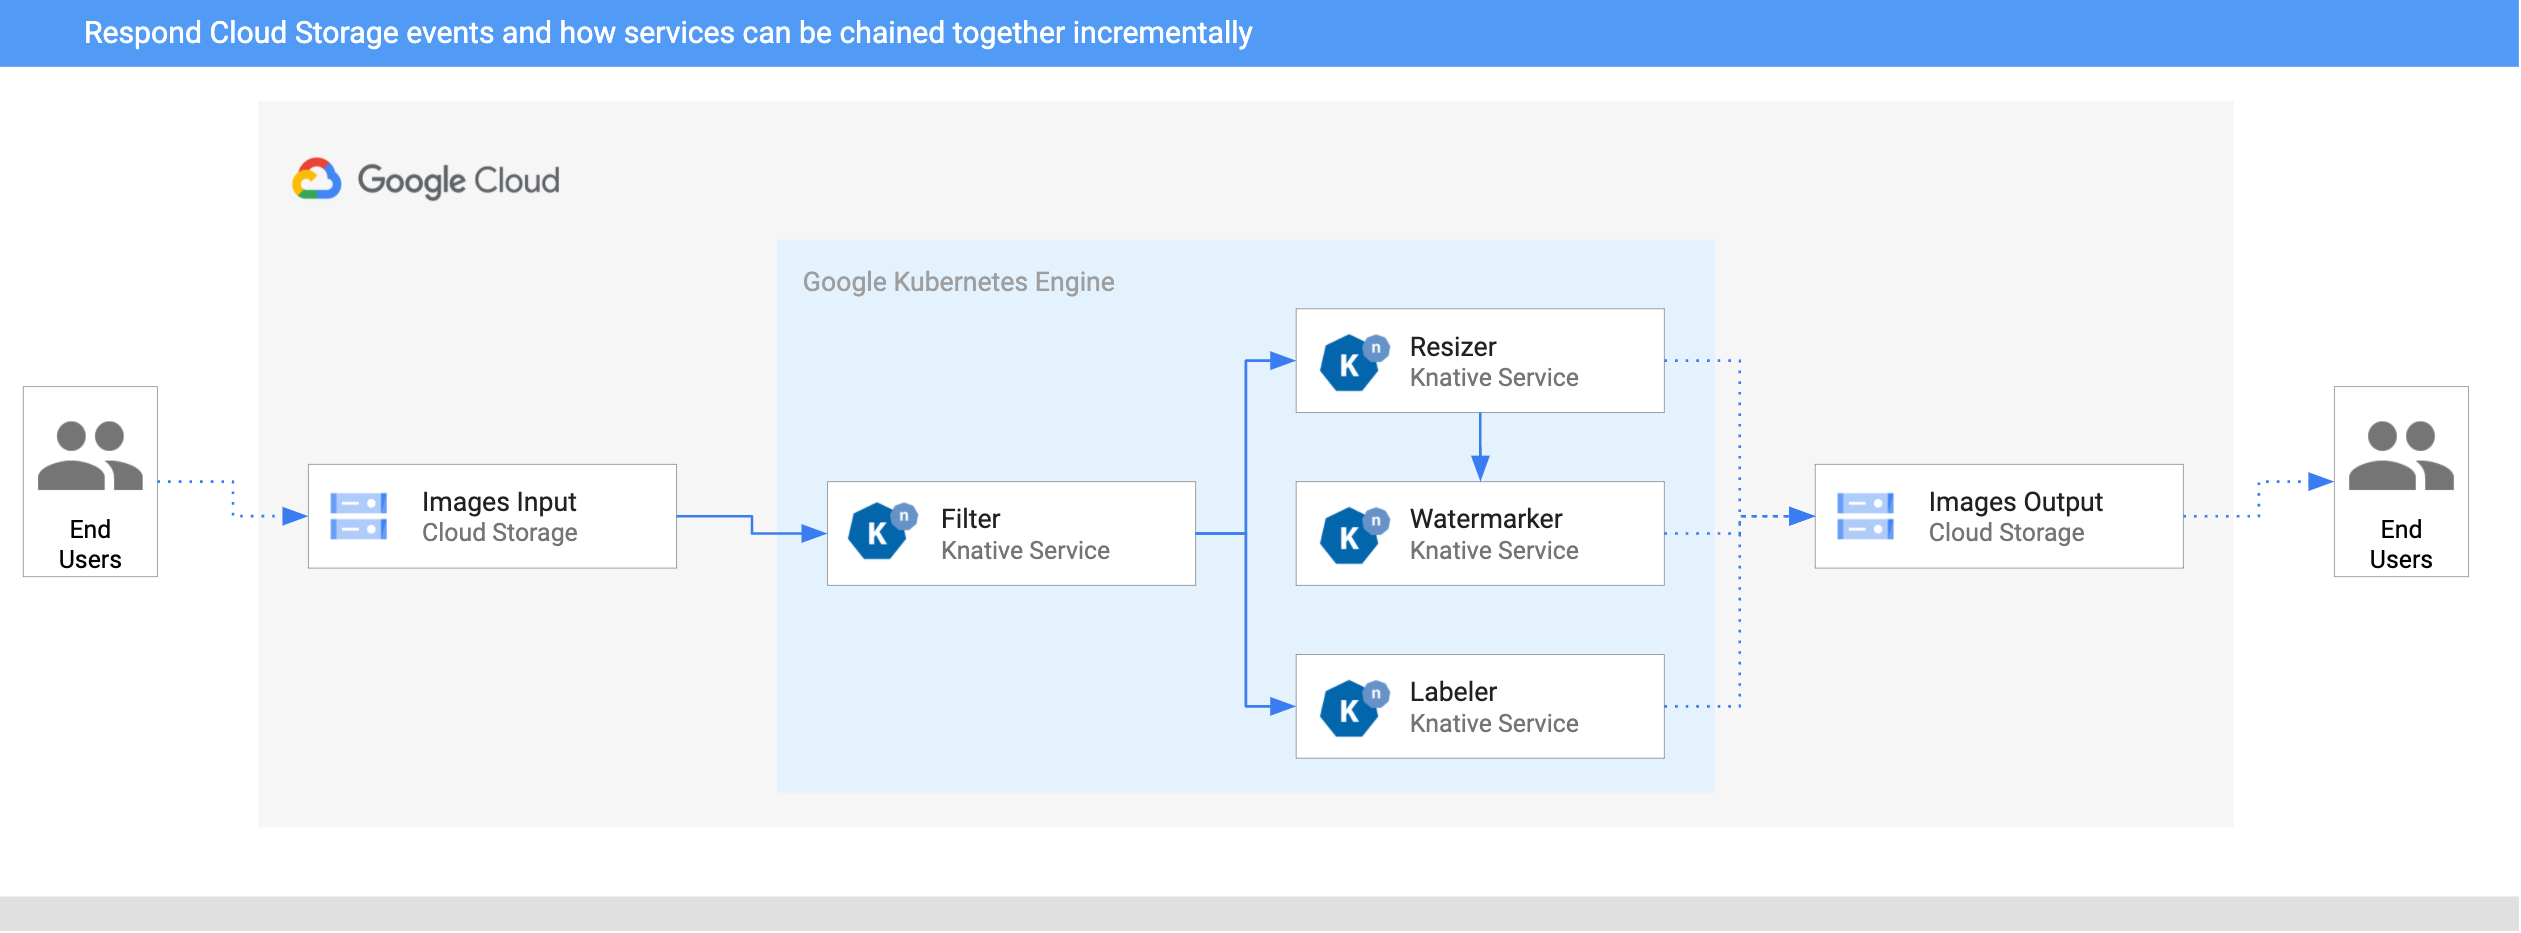 Respond Cloud Storage events and how services can be chained together incrementally
Google Cloud
Google Kubernetes Engine
End
Users
Images Input
Cloud Storage
K n
Filter
Knative Service
K n
Resizer
Knative Service
K n
Watermarker
Knative Service
K n
Labeler
Knative Service
Images Output
Cloud Storage
End
Users